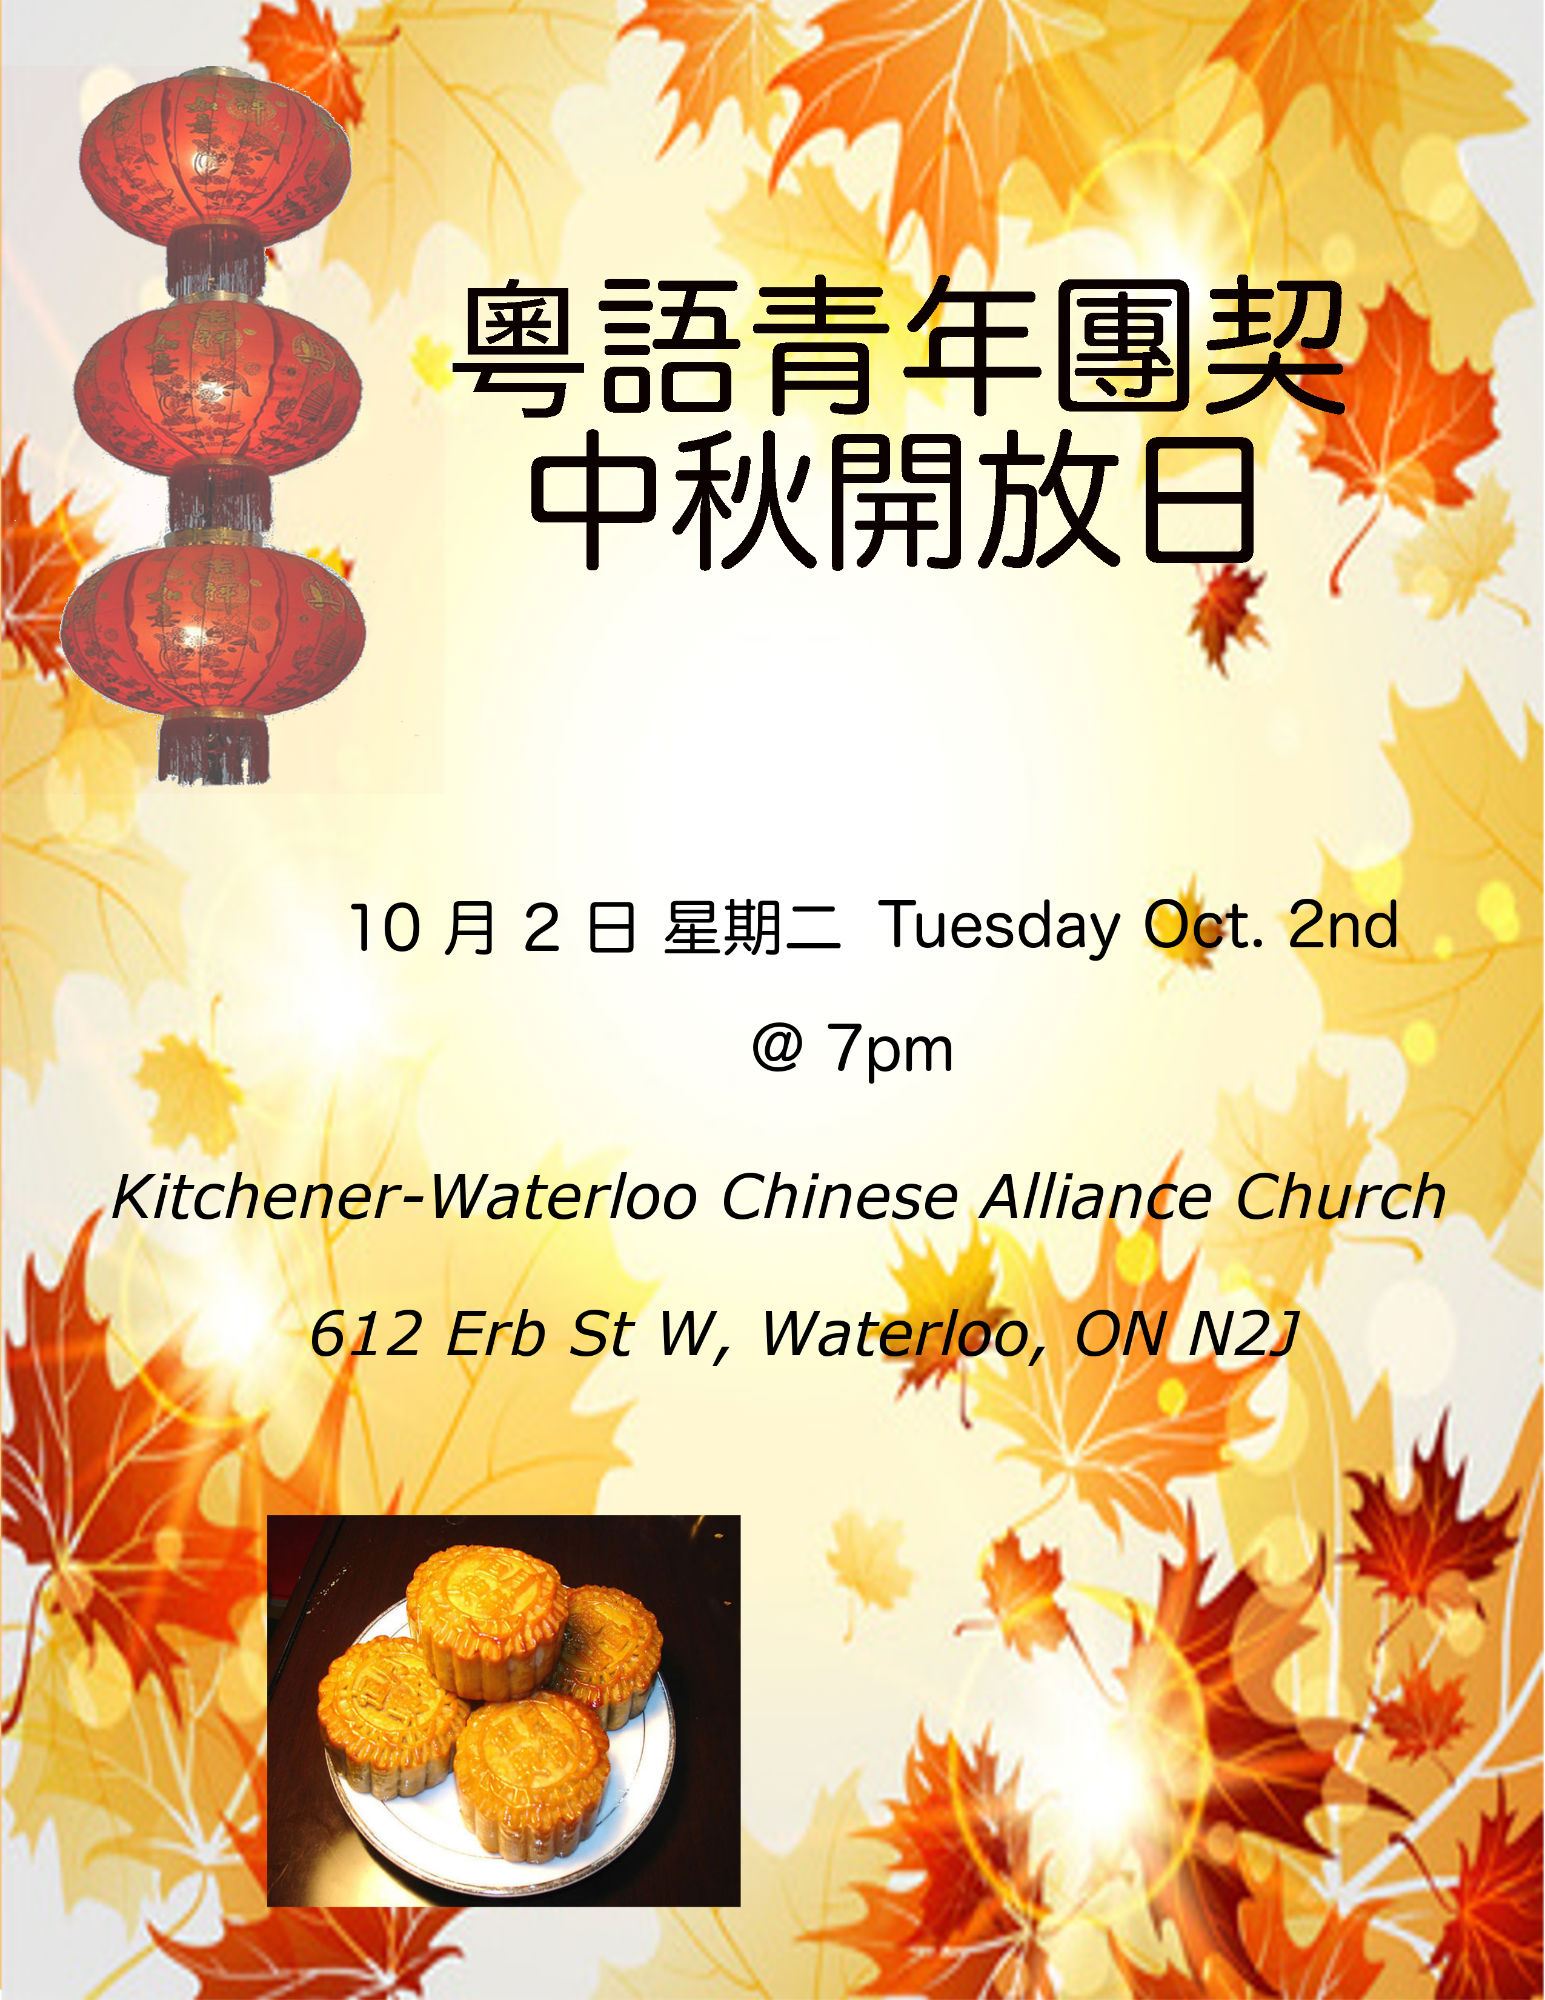 粵語青年團契
中秋開放日
10 月 2 日 星期二 Tuesday Oct. 2nd
@ 7pm
Kitchener-Waterloo Chinese Alliance Church
612 Erb St W, Waterloo, ON N2J